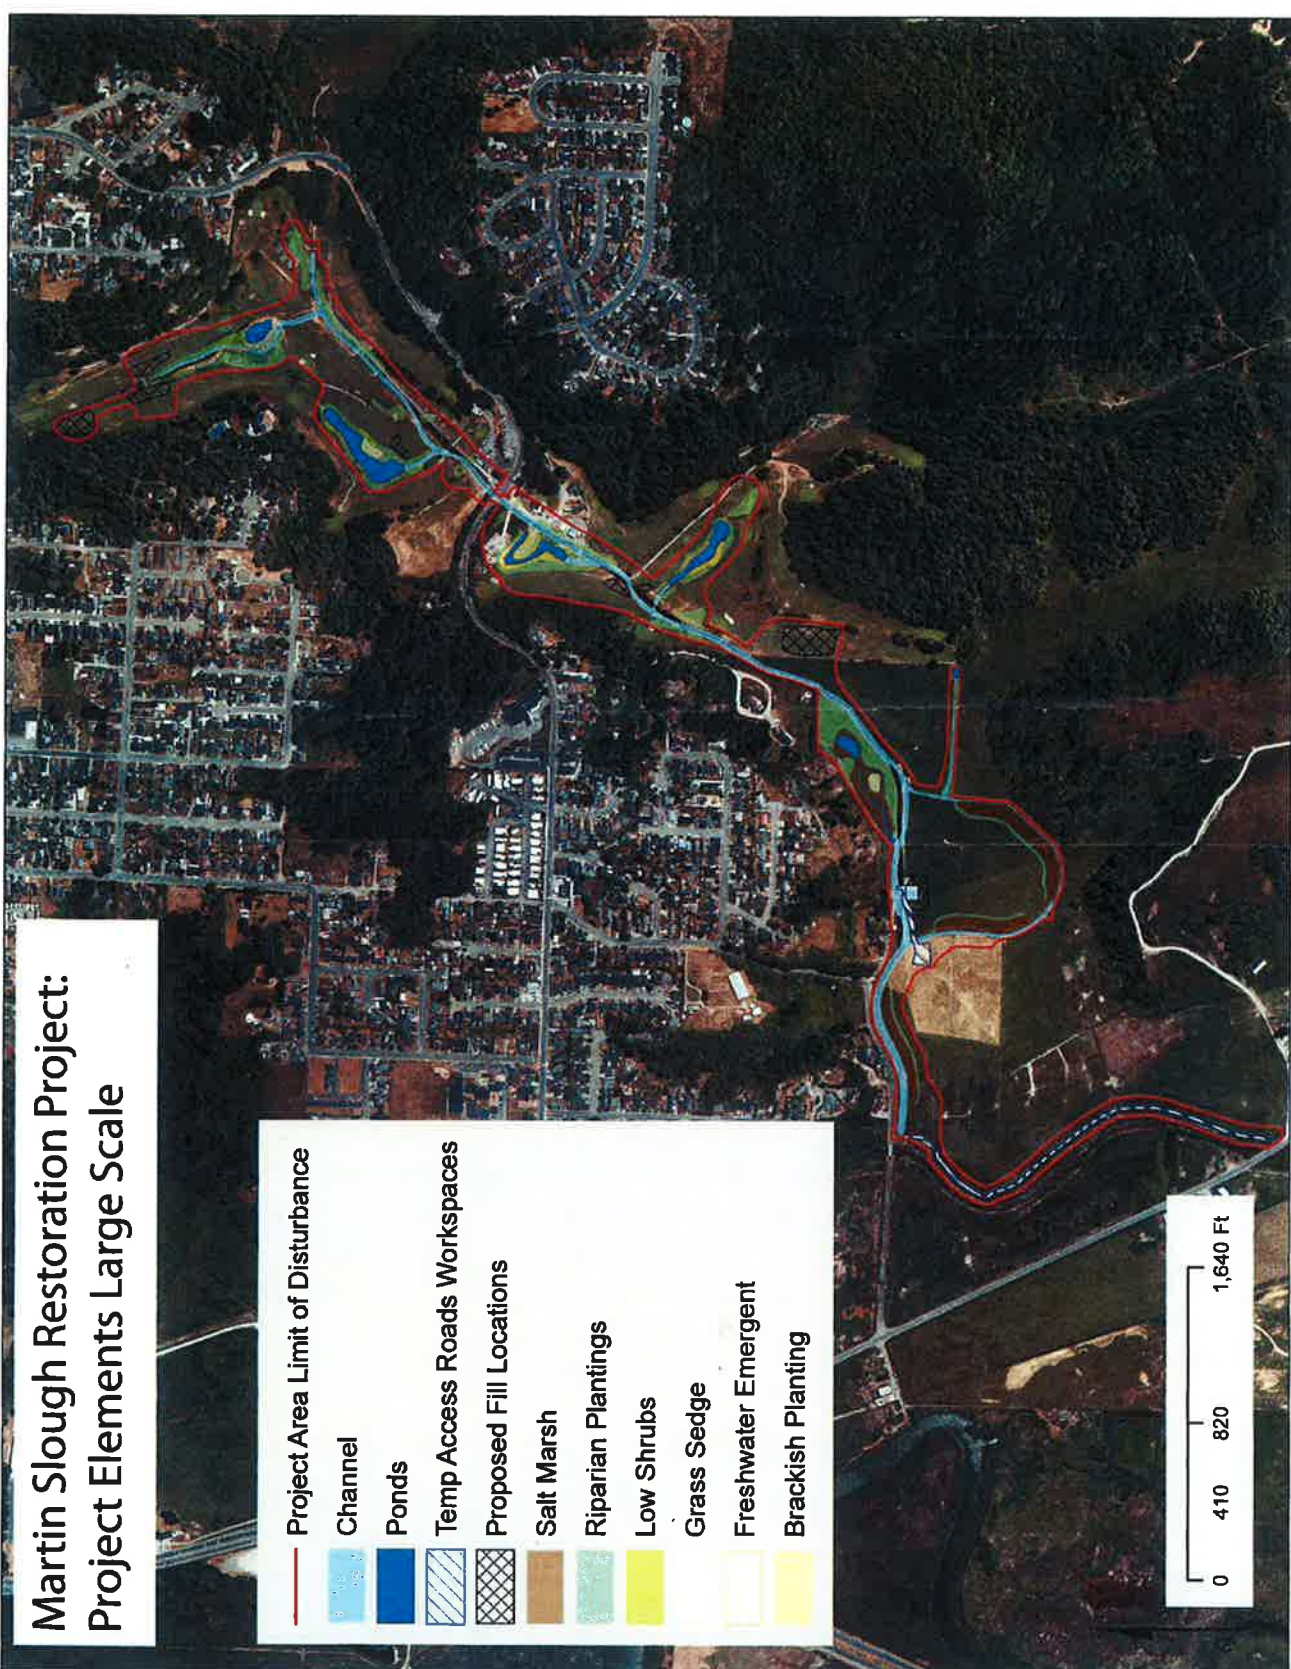 Martin Slough Restoration Project:
Project Elements Large Scale
Project Area Limit of Disturbance
Channel
Ponds
Temp Access Roads Workspaces
Proposed Fill Locations
Salt Marsh
Riparian Plantings
Low Shrubs
Grass Sedge
Freshwater Emergent
Brackish Planting
0 410 820 1,640 Ft